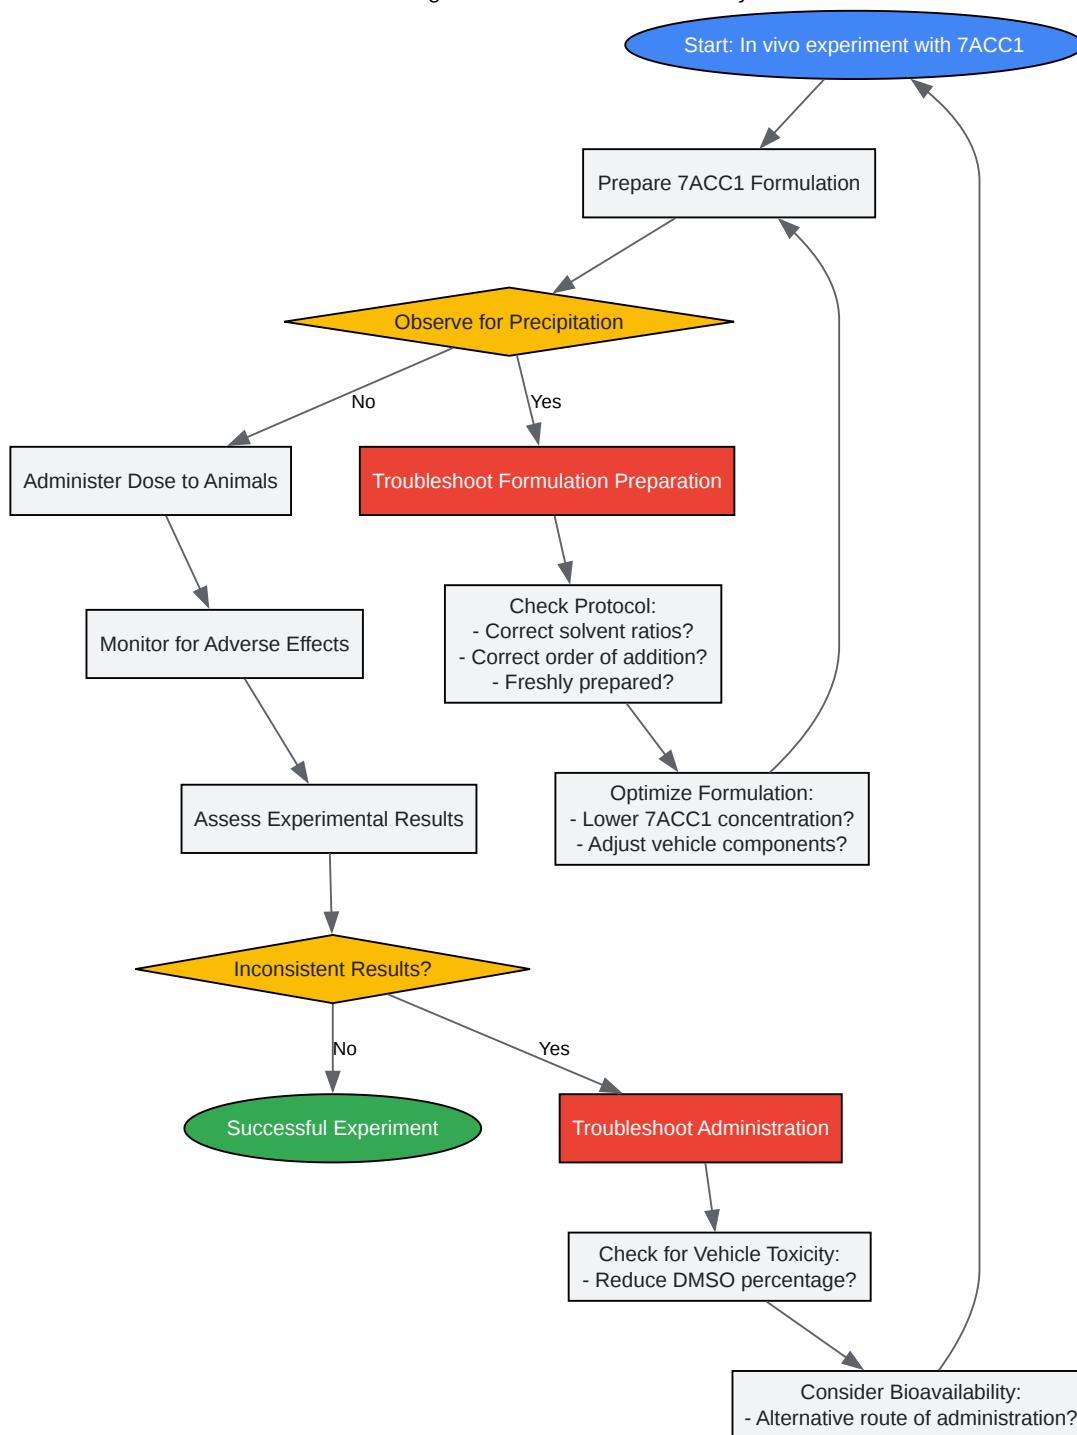 Start: In vivo experiment with 7ACC1
Prepare 7ACC1 Formulation
Observe for Precipitation
No
Yes
Administer Dose to Animals
Troubleshoot Formulation Preparation
Check Protocol:
- Correct solvent ratios?
- Correct order of addition?
- Freshly prepared?
Monitor for Adverse Effects
Optimize Formulation:
- Lower 7ACC1 concentration?
- Adjust vehicle components?
Assess Experimental Results
Inconsistent Results?
No
Yes
Successful Experiment
Troubleshoot Administration
Check for Vehicle Toxicity:
- Reduce DMSO percentage?
Consider Bioavailability:
- Alternative route of administration?